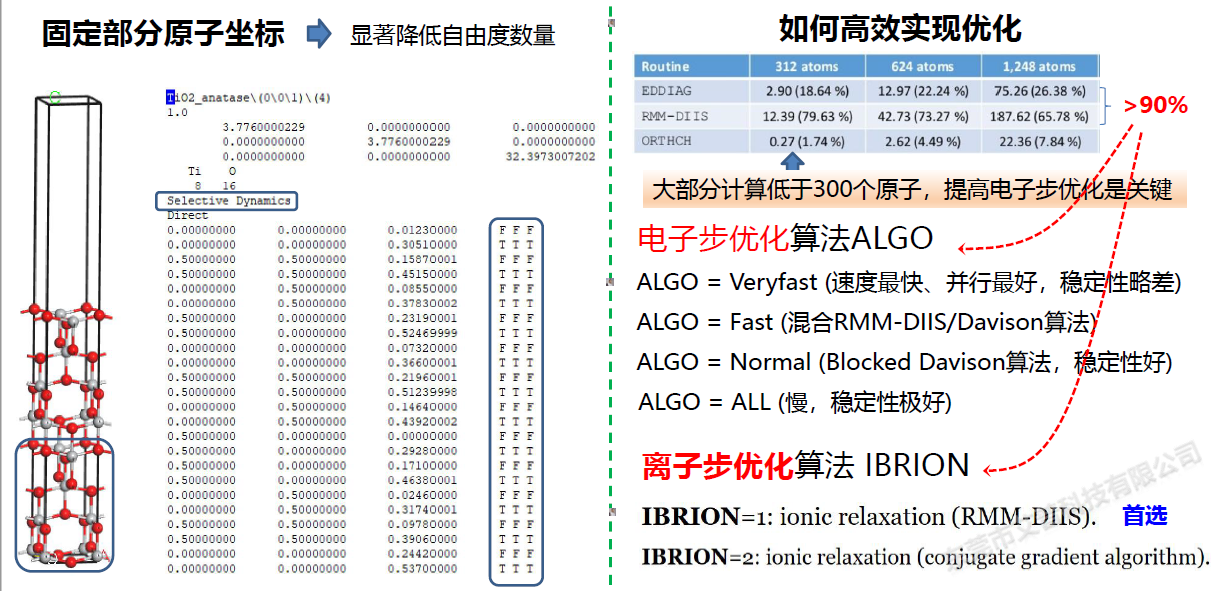 固定部分原子坐标
显著降低自由度数量
TiO2_anatase\(0\0\1)\(4)
1.0
3.7760000229 0.0000000000 0.0000000000
0.0000000000 3.7760000229 0.0000000000
0.0000000000 0.0000000000 32.3973007202
Ti O
8 16
Selective Dynamics
Direct
0.00000000 0.00000000 0.01230000 F F F
0.00000000 0.00000000 0.30510000 T T T
0.50000000 0.00000000 0.15870001 F F F
0.50000000 0.00000000 0.45150000 T T T
0.00000000 0.50000000 0.08550000 F F F
0.00000000 0.50000000 0.37830002 T T T
0.50000000 0.50000000 0.23190001 F F F
0.50000000 0.50000000 0.52469999 T T T
0.00000000 0.00000000 0.07320000 F F F
0.00000000 0.00000000 0.36600001 T T T
0.50000000 0.50000000 0.21960001 F F F
0.50000000 0.50000000 0.51239998 T T T
0.00000000 0.50000000 0.14640000 F F F
0.00000000 0.50000000 0.43920002 T T T
0.50000000 0.00000000 0.00000000 F F F
0.50000000 0.00000000 0.29280000 T T T
0.50000000 0.00000000 0.17100000 F F F
0.50000000 0.00000000 0.46380001 T T T
0.00000000 0.50000000 0.02460000 F F F
0.00000000 0.50000000 0.31740001 T T T
0.50000000 0.50000000 0.09780000 F F F
0.50000000 0.50000000 0.39060000 T T T
0.00000000 0.00000000 0.24420000 F F F
0.00000000 0.00000000 0.53700000 T T T
如何高效实现优化
Routine 312 atoms 624 atoms 1,248 atoms
EDDIAG 2.90 (18.64 %) 12.97 (22.24 %) 75.26 (26.38 %)
RMM-DIIS 12.39 (79.63 %) 42.73 (73.27 %) 187.62 (65.78 %)
ORTHCH 0.27 (1.74 %) 2.62 (4.49 %) 22.36 (7.84 %)
>90%
大部分计算低于300个原子，提高电子步优化是关键
电子步优化算法ALGO
ALGO = Veryfast (速度最快、并行最好，稳定性略差)
ALGO = Fast (混合RMM-DIIS/Davison算法)
ALGO = Normal (Blocked Davison算法，稳定性好)
ALGO = ALL (慢，稳定性极好)
离子步优化算法 IBRION
IBRION=1: ionic relaxation (RMM-DIIS). 首选
IBRION=2: ionic relaxation (conjugate gradient algorithm).